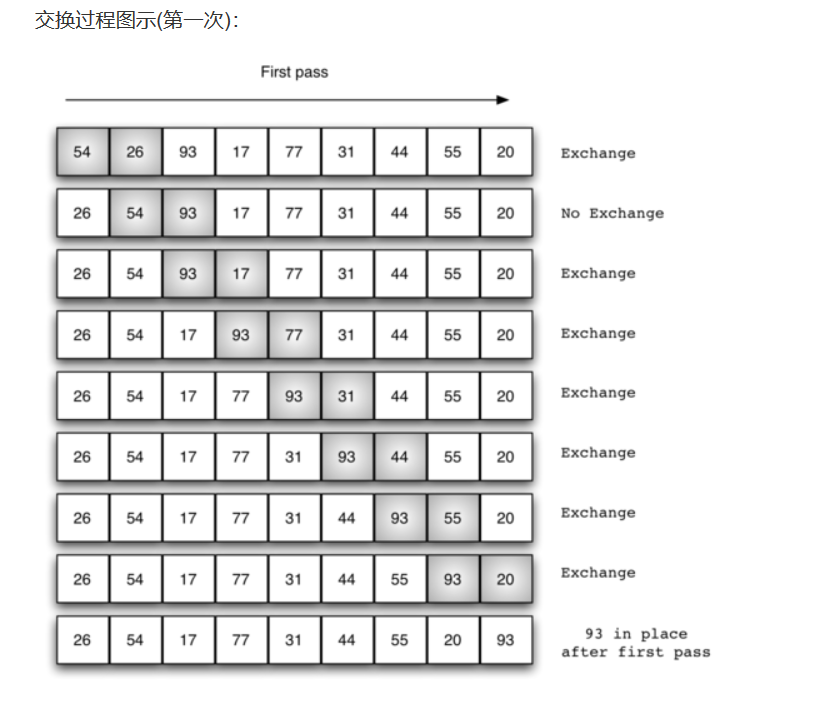 交换过程图示(第一次)：
First pass
54 26 93 17 77 31 44 55 20 Exchange
26 54 93 17 77 31 44 55 20 No Exchange
26 54 93 17 77 31 44 55 20 Exchange
26 54 17 93 77 31 44 55 20 Exchange
26 54 17 77 93 31 44 55 20 Exchange
26 54 17 77 31 93 44 55 20 Exchange
26 54 17 77 31 44 93 55 20 Exchange
26 54 17 77 31 44 55 93 20 Exchange
26 54 17 77 31 44 55 20 93 93 in place
after first pass